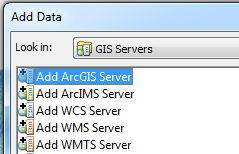 Add Data
Look in: GIS Servers
Add ArcGIS Server
Add ArcIMS Server
Add WCS Server
Add WMS Server
Add WMTS Server